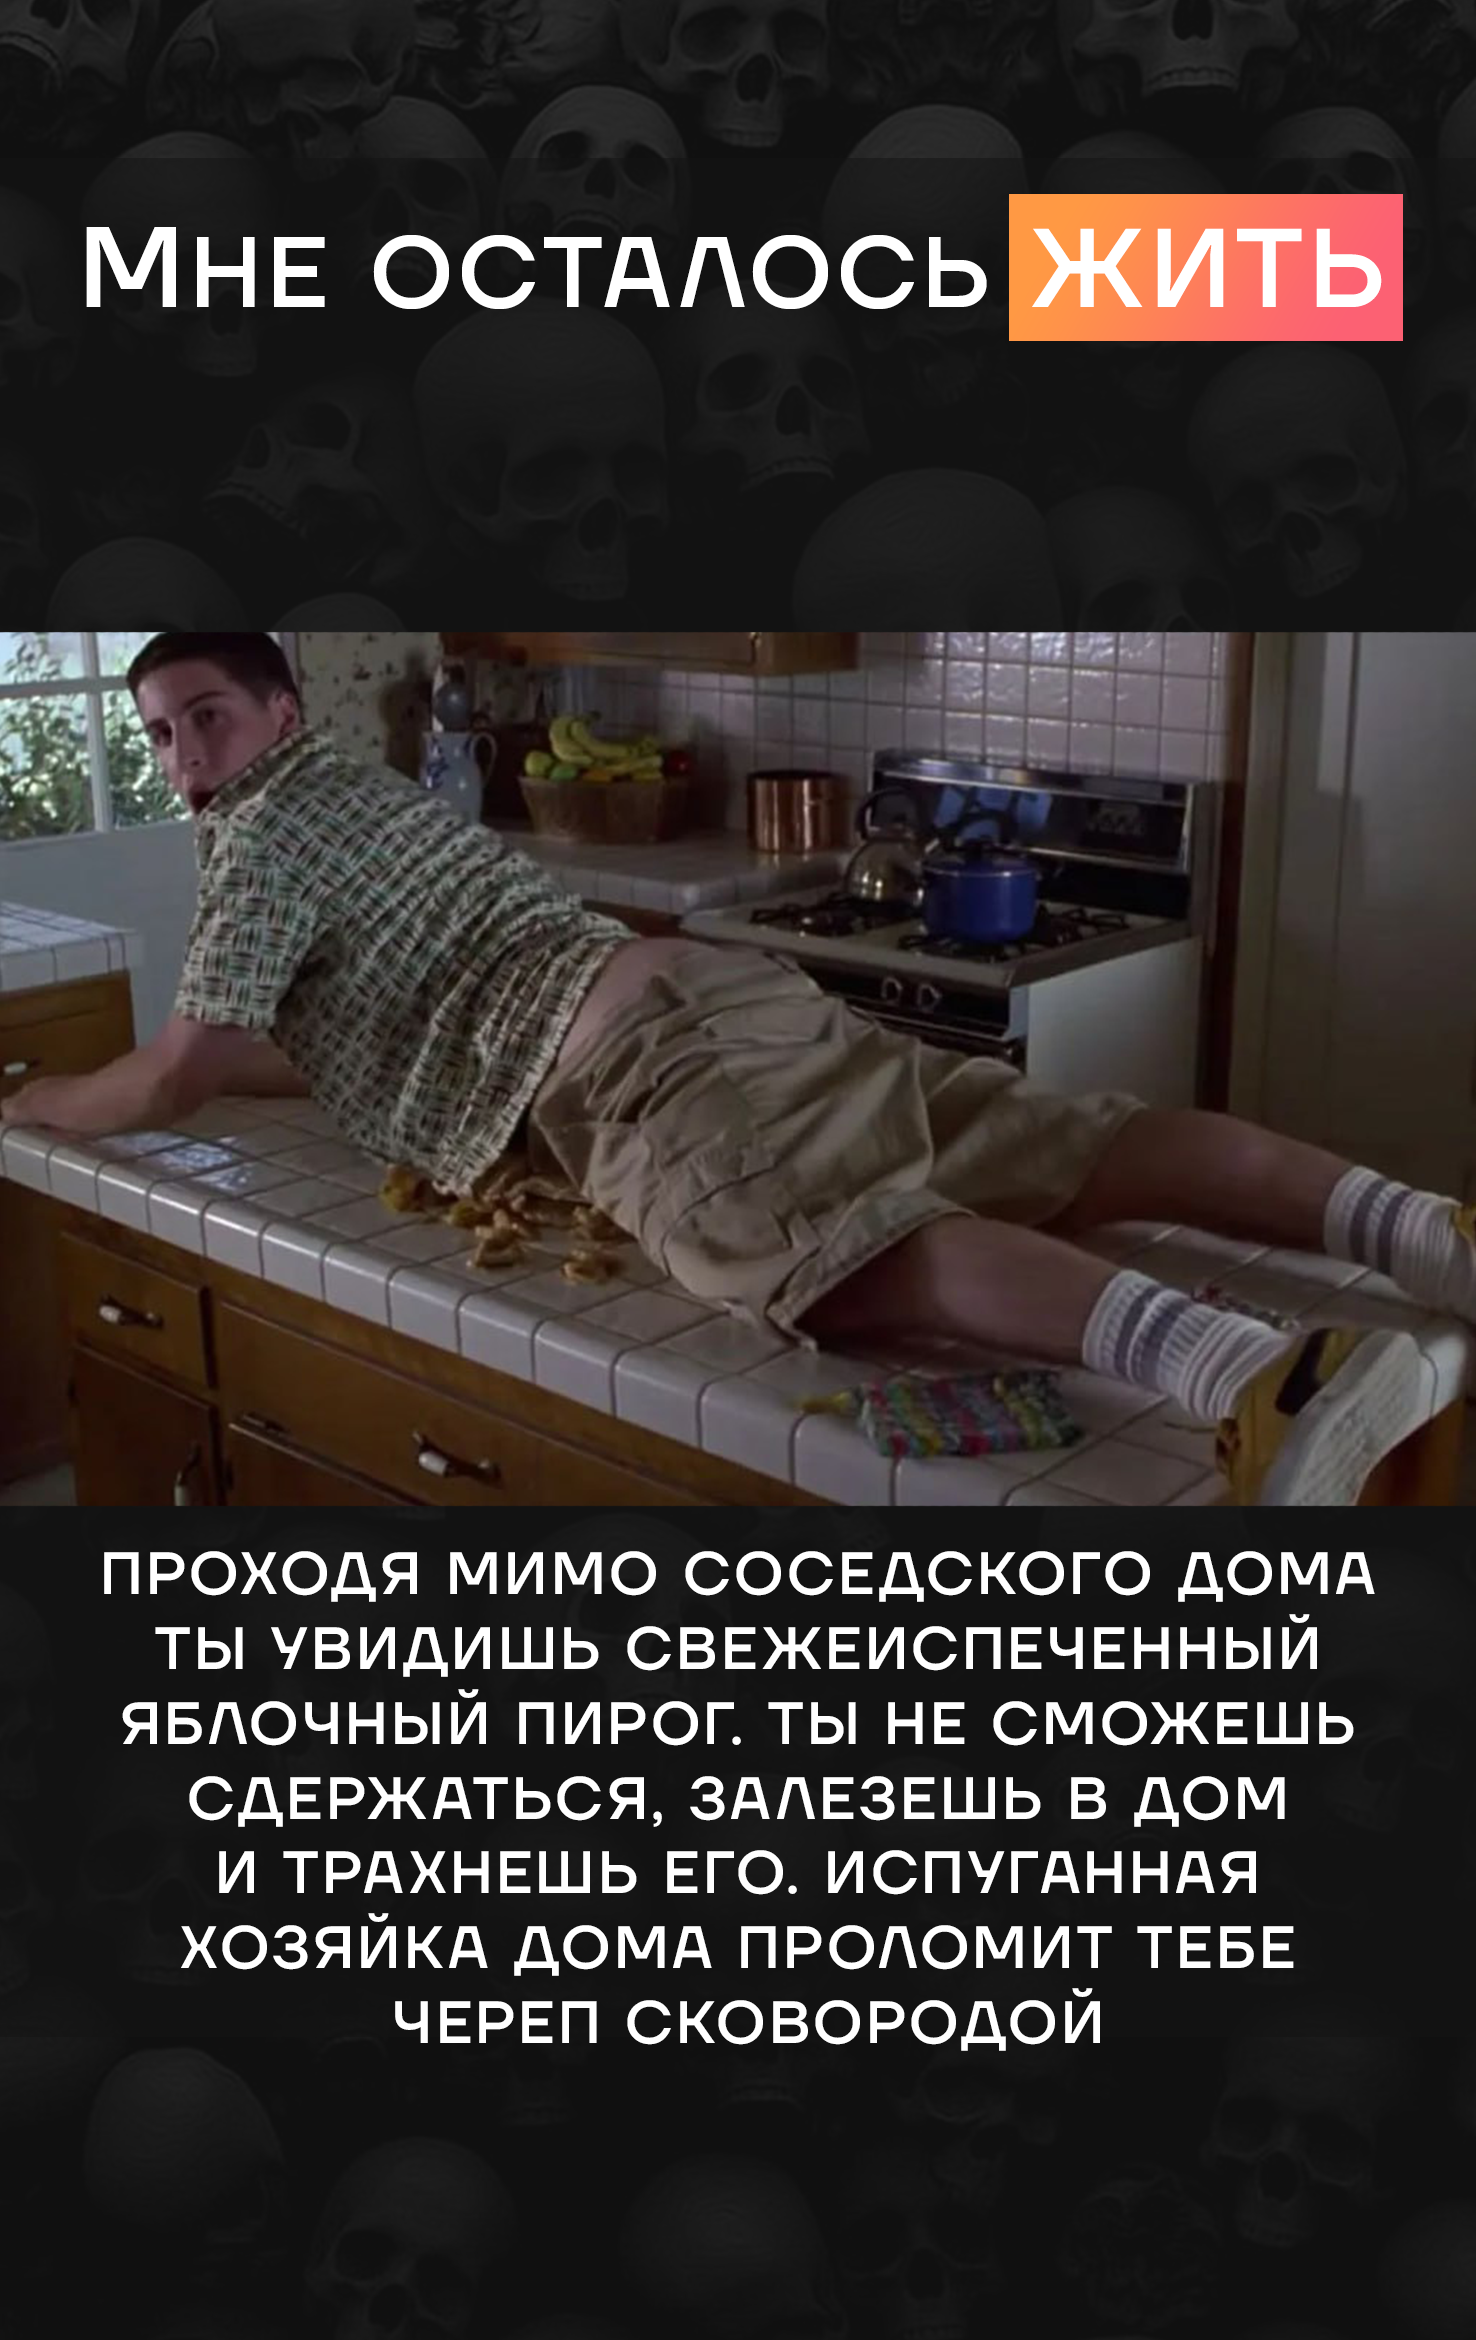 Мне осталось жить
проходя мимо соседского дома
ты увидишь свежеиспеченный
яблочный пирог. ты не сможешь
сдержаться, залезешь в дом
и трахнешь его. испуганная
хозяйка дома проломит тебе
череп сковородой